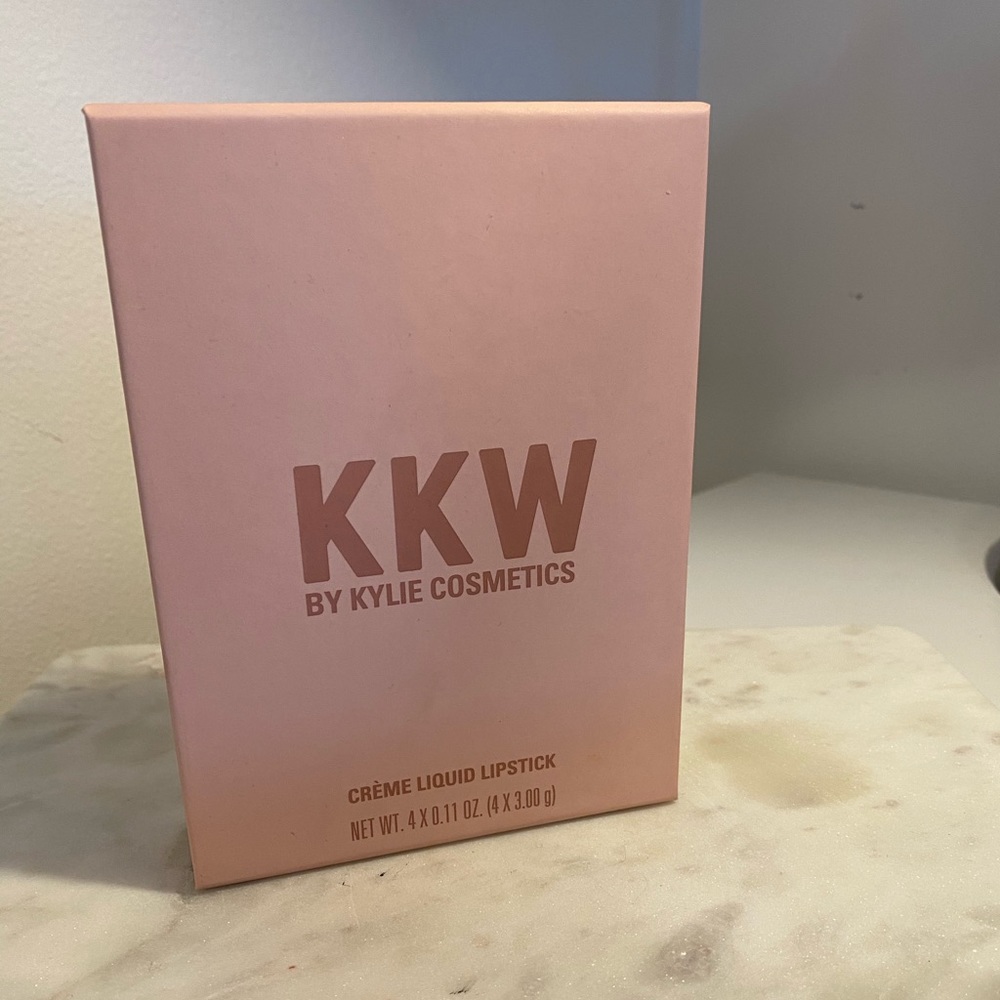 KKW
BY KYLIE COSMETICS
CRÈME LIQUID LIPSTICK
NET WT. 4 X 0.11 OZ. (4 X 3.00 g)